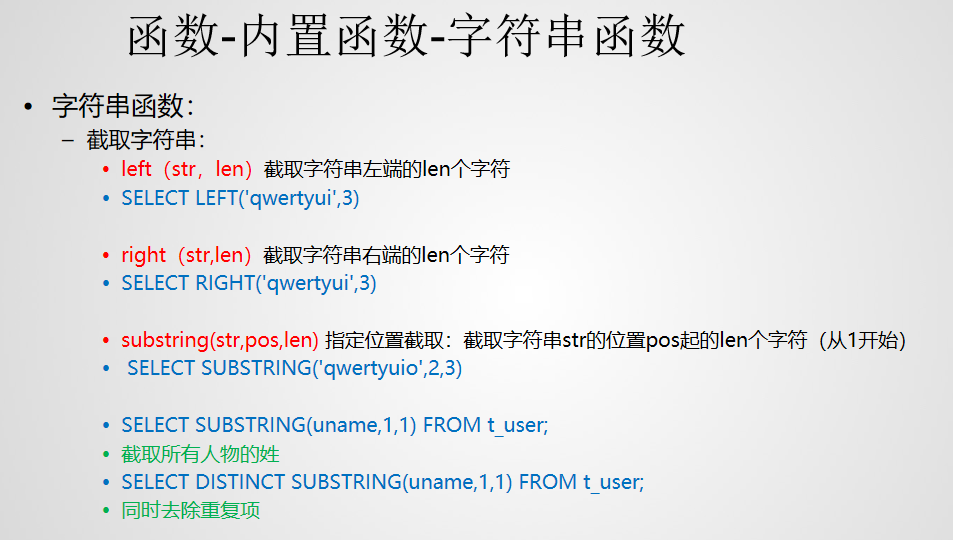 函数-内置函数-字符串函数
• 字符串函数：
– 截取字符串：
• left（str，len）截取字符串左端的len个字符
• SELECT LEFT('qwertyui',3)
• right（str,len）截取字符串右端的len个字符
• SELECT RIGHT('qwertyui',3)
• substring(str,pos,len) 指定位置截取：截取字符串str的位置pos起的len个字符（从1开始）
• SELECT SUBSTRING('qwertyuio',2,3)
• SELECT SUBSTRING(uname,1,1) FROM t_user;
• 截取所有人物的姓
• SELECT DISTINCT SUBSTRING(uname,1,1) FROM t_user;
• 同时去除重复项